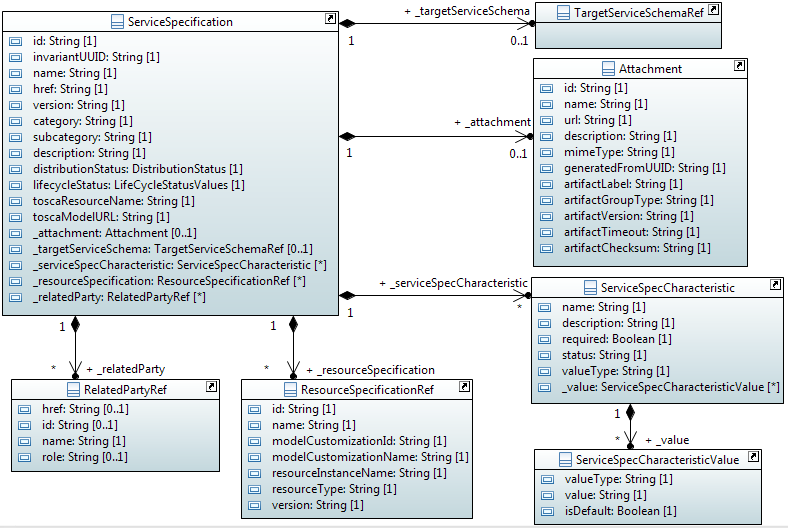 ServiceSpecification
id: String [1]
invariantUUID: String [1]
name: String [1]
href: String [1]
version: String [1]
category: String [1]
subcategory: String [1]
description: String [1]
distributionStatus: DistributionStatus [1]
lifecycleStatus: LifeCycleStatusValues [1]
toscaResourceName: String [1]
toscaModelURL: String [1]
_attachment: Attachment [0..1]
_targetServiceSchema: TargetServiceSchemaRef [0..1]
_serviceSpecCharacteristic: ServiceSpecCharacteristic [*]
_resourceSpecification: ResourceSpecificationRef [*]
_relatedParty: RelatedPartyRef [*]
+ _targetServiceSchema
1
0..1
TargetServiceSchemaRef
+ _attachment
1
0..1
Attachment
id: String [1]
name: String [1]
url: String [1]
description: String [1]
mimeType: String [1]
generatedFromUUID: String [1]
artifactLabel: String [1]
artifactGroupType: String [1]
artifactVersion: String [1]
artifactTimeout: String [1]
artifactChecksum: String [1]
+ _serviceSpecCharacteristic
1
*
ServiceSpecCharacteristic
name: String [1]
description: String [1]
required: Boolean [1]
status: String [1]
valueType: String [1]
_value: ServiceSpecCharacteristicValue [*]
1
* + _relatedParty
RelatedPartyRef
href: String [0..1]
id: String [0..1]
name: String [1]
role: String [0..1]
1
* + _resourceSpecification
ResourceSpecificationRef
id: String [1]
name: String [1]
modelCustomizationId: String [1]
modelCustomizationName: String [1]
resourceInstanceName: String [1]
resourceType: String [1]
version: String [1]
1
* + _value
ServiceSpecCharacteristicValue
valueType: String [1]
value: String [1]
isDefault: Boolean [1]